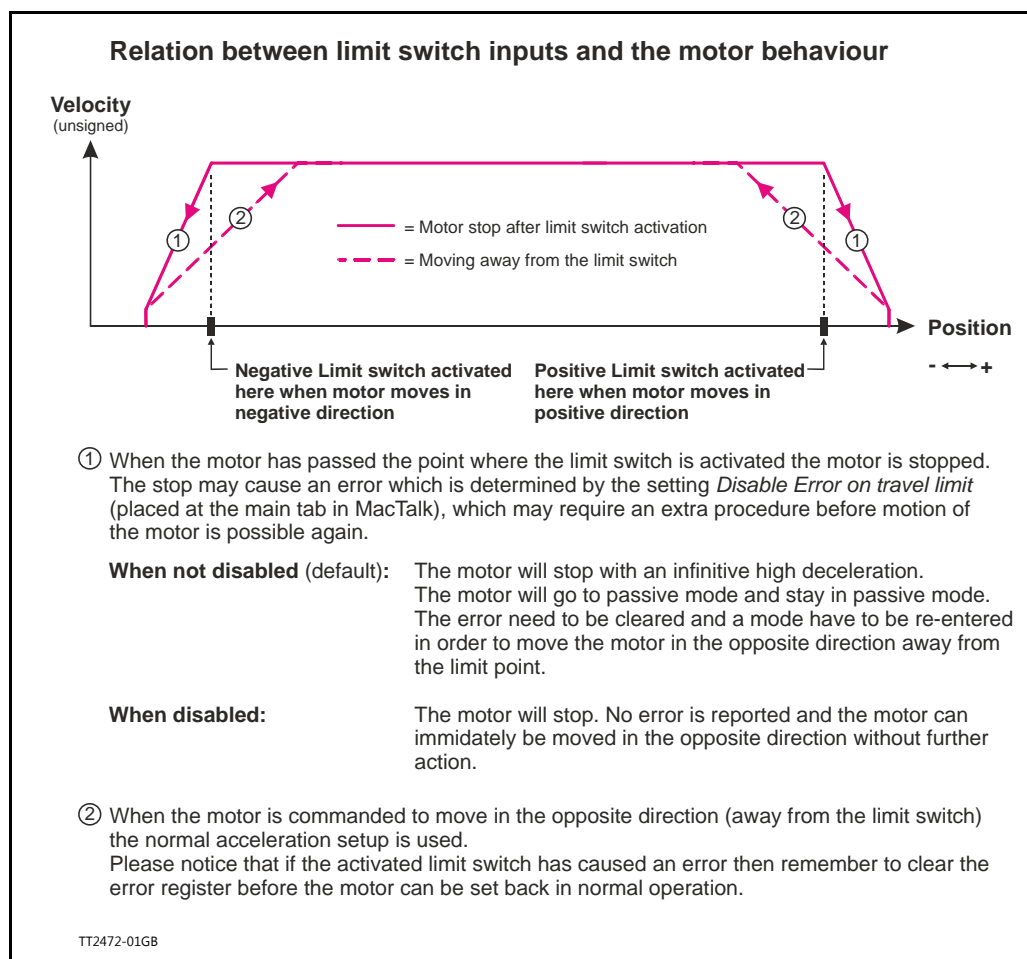 Relation between limit switch inputs and the motor behaviour
Velocity
(unsigned)
① ② ② ①
= Motor stop after limit switch activation
= Moving away from the limit switch
Position
- +
Negative Limit switch activated
here when motor moves in
negative direction
Positive Limit switch activated
here when motor moves in
positive direction
① When the motor has passed the point where the limit switch is activated the motor is stopped.
The stop may cause an error which is determined by the setting Disable Error on travel limit
(placed at the main tab in MacTalk), which may require an extra procedure before motion of
the motor is possible again.
When not disabled (default): The motor will stop with an infinitive high deceleration.
The motor will go to passive mode and stay in passive mode.
The error need to be cleared and a mode have to be re-entered
in order to move the motor in the opposite direction away from
the limit point.
When disabled: The motor will stop. No error is reported and the motor can
immidately be moved in the opposite direction without further
action.
② When the motor is commanded to move in the opposite direction (away from the limit switch)
the normal acceleration setup is used.
Please notice that if the activated limit switch has caused an error then remember to clear the
error register before the motor can be set back in normal operation.
TT2472-01GB